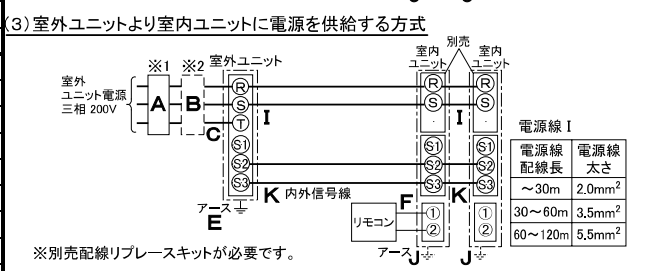 (3)室外ユニットより室内ユニットに電源を供給する方式
※1 ※2 室外ユニット
別売
室内ユニット
室内ユニット
室外
ユニット電源
三相 200V
A
B
C
R
S
T
S1
S2
S3
I
K 内外信号線
アース
E
R
S
S1
S2
S3
I
K
R
S
S1
S2
S3
F
リモコン
①
②
①
②
アース
J
J
電源線 I
電源線配線長 電源線太さ
～30m 2.0mm²
30～60m 3.5mm²
60～120m 5.5mm²
※別売配線リプレースキットが必要です。